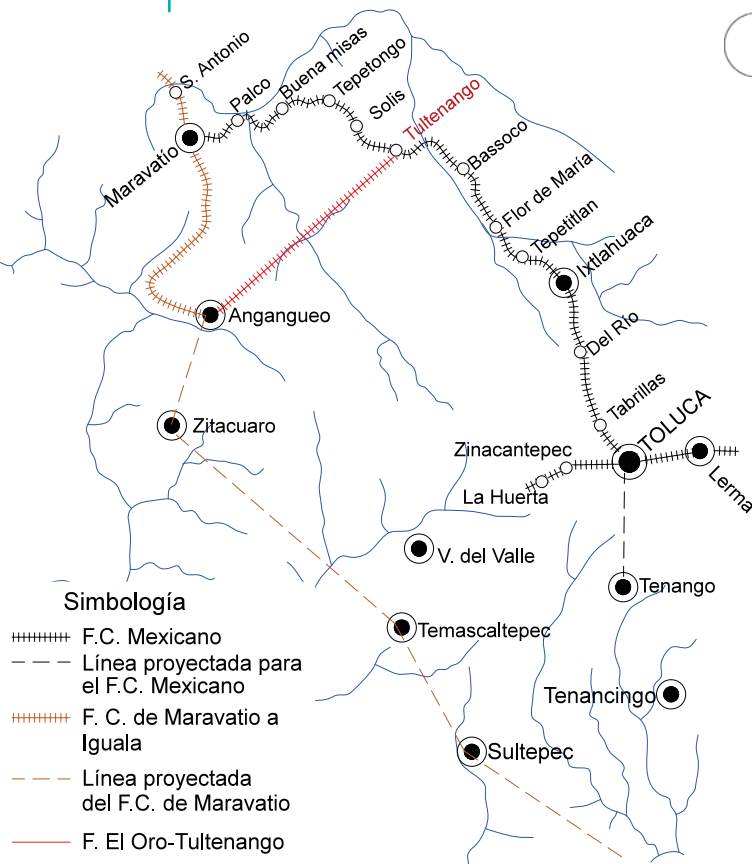 S. Antonio
Palco
Buena misas
Tepetongo
Solis
Tultenango
Maravatío
Bassoco
Flor de María
Tepetitlan
Ixtlahuaca
Angangueo
Del Río
Tabrillas
Zitacuaro
TOLUCA
Zinacantepec
La Huerta
Lerma
V. del Valle
Tenango
Temascaltepec
Tenancingo
Sultepec
Simbología
F.C. Mexicano
Línea proyectada para
el F.C. Mexicano
F. C. de Maravatio a
Iguala
Línea proyectada
del F.C. de Maravatio
F. El Oro-Tultenango